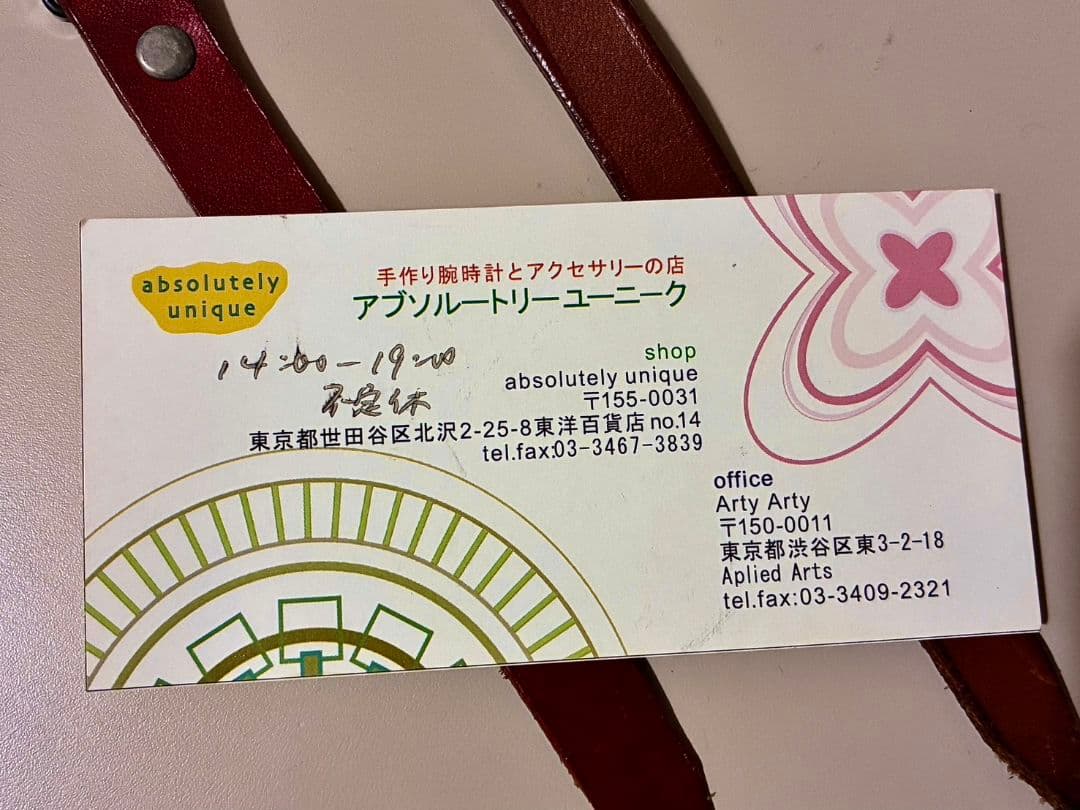 absolutely
unique
手作り腕時計とアクセサリーの店
アブソルートリーユーニーク
14:00-19:00
不定休
shop
absolutely unique
〒155-0031
東京都世田谷区北沢2-25-8東洋百貨店no.14
tel.fax:03-3467-3839
office
Arty Arty
〒150-0011
東京都渋谷区東3-2-18
Aplied Arts
tel.fax:03-3409-2321